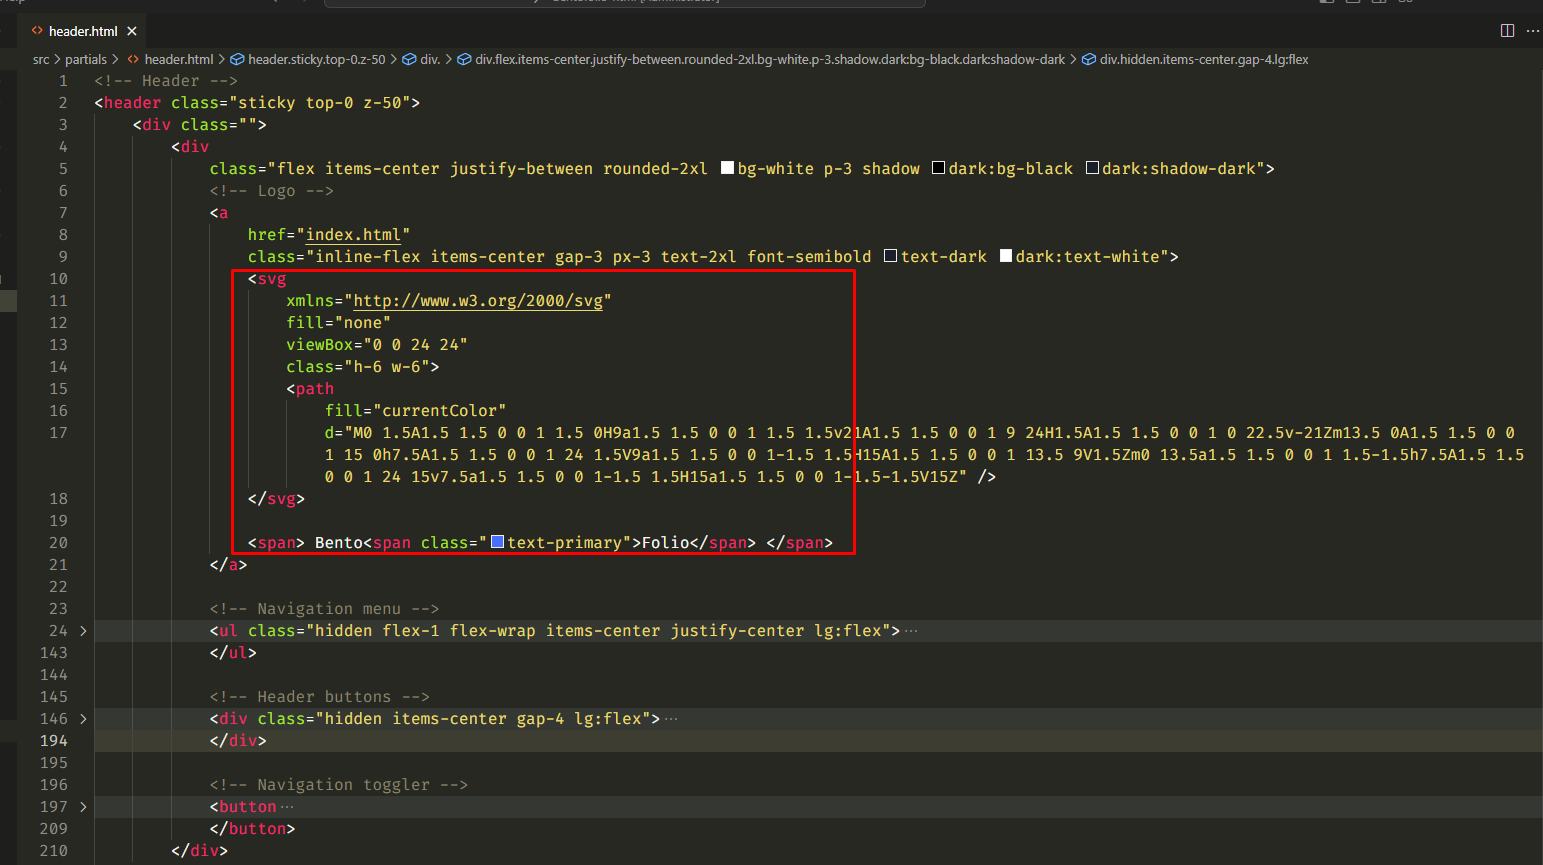 header.html
src > partials > header.html > header.sticky.top-0.z-50 > div. > div.flex.items-center.justify-between.rounded-2xl.bg-white.p-3.shadow.dark:bg-black.dark:shadow-dark > div.hidden.items-center.gap-4.lg:flex
1 <!-- Header -->
2 <header class="sticky top-0 z-50">
3 <div class="">
4 <div
5 class="flex items-center justify-between rounded-2xl bg-white p-3 shadow dark:bg-black dark:shadow-dark">
6 <!-- Logo -->
7 <a
8 href="index.html"
9 class="inline-flex items-center gap-3 px-3 text-2xl font-semibold text-dark dark:text-white">
10 <svg
11 xmlns="http://www.w3.org/2000/svg"
12 fill="none"
13 viewBox="0 0 24 24"
14 class="h-6 w-6">
15 <path
16 fill="currentColor"
17 d="M0 1.5A1.5 1.5 0 0 1 1.5 0H9a1.5 1.5 0 0 1 1.5 1.5v21A1.5 1.5 0 0 1 9 24H1.5A1.5 1.5 0 0 1 0 22.5v-21Zm13.5 0A1.5 1.5 0 0
1 15 0h7.5A1.5 1.5 0 0 1 24 1.5V9a1.5 1.5 0 0 1-1.5 1.5H15A1.5 1.5 0 0 1 13.5 9V1.5Zm0 13.5a1.5 1.5 0 0 1 1.5-1.5h7.5A1.5 1.5
0 0 1 24 15v7.5a1.5 1.5 0 0 1-1.5 1.5H15a1.5 1.5 0 0 1-1.5-1.5V15Z" />
18 </svg>
19
20 <span> Bento<span class="text-primary">Folio</span> </span>
21 </a>
22
23 <!-- Navigation menu -->
24 <ul class="hidden flex-1 flex-wrap items-center justify-center lg:flex">···
143 </ul>
144
145 <!-- Header buttons -->
146 <div class="hidden items-center gap-4 lg:flex">···
194 </div>
195
196 <!-- Navigation toggler -->
197 <button···
209 </button>
210 </div>